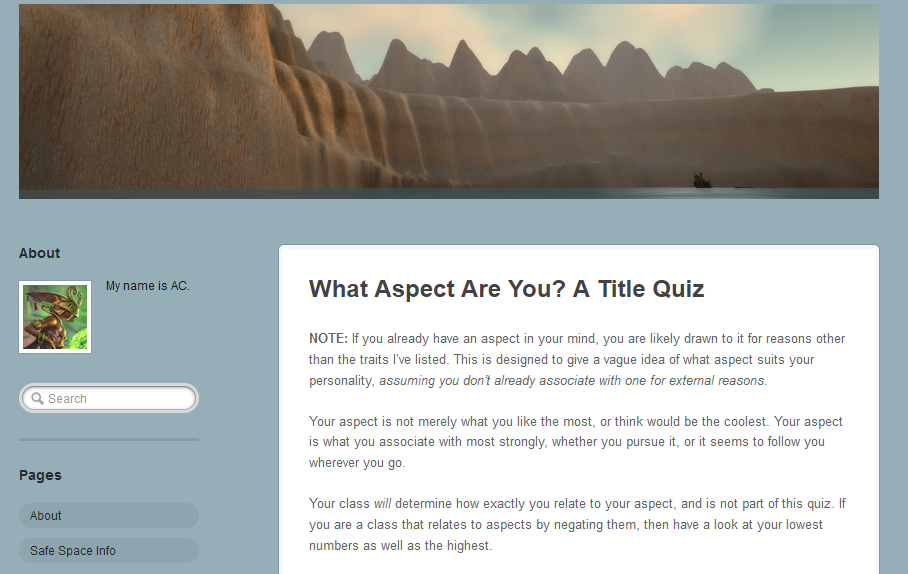 About
My name is AC.
Search
Pages
About
Safe Space Info
What Aspect Are You? A Title Quiz
NOTE: If you already have an aspect in your mind, you are likely drawn to it for reasons other
than the traits I've listed. This is designed to give a vague idea of what aspect suits your
personality, assuming you don't already associate with one for external reasons.
Your aspect is not merely what you like the most, or think would be the coolest. Your aspect
is what you associate with most strongly, whether you pursue it, or it seems to follow you
wherever you go.
Your class will determine how exactly you relate to your aspect, and is not part of this quiz. If
you are a class that relates to aspects by negating them, then have a look at your lowest
numbers as well as the highest.